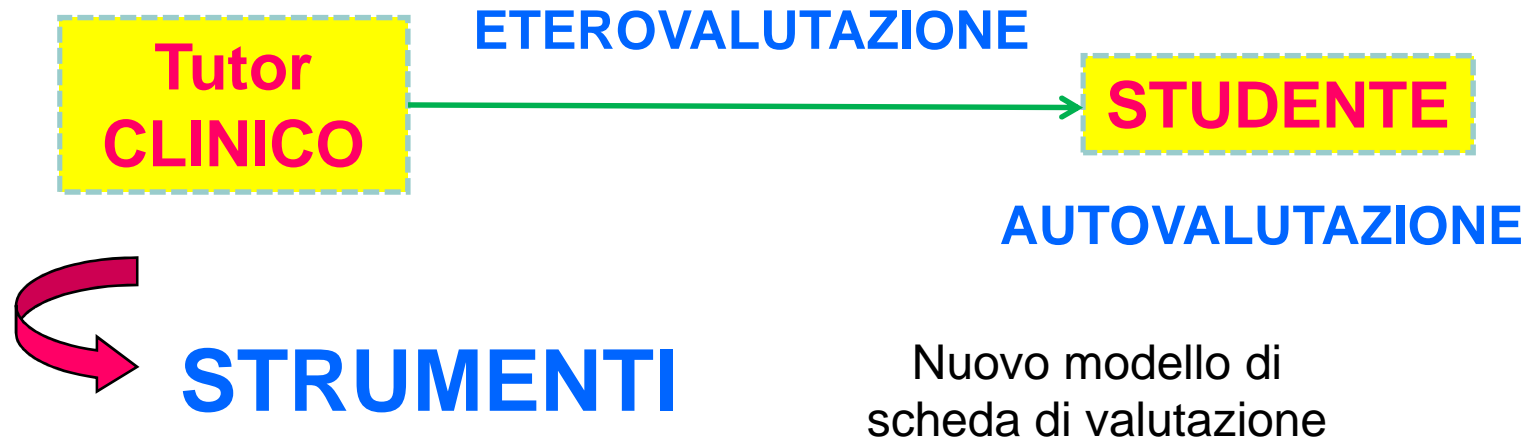 ETEROVALUTAZIONE
Tutor
CLINICO
STUDENTE
AUTOVALUTAZIONE
STRUMENTI
Nuovo modello di
scheda di valutazione